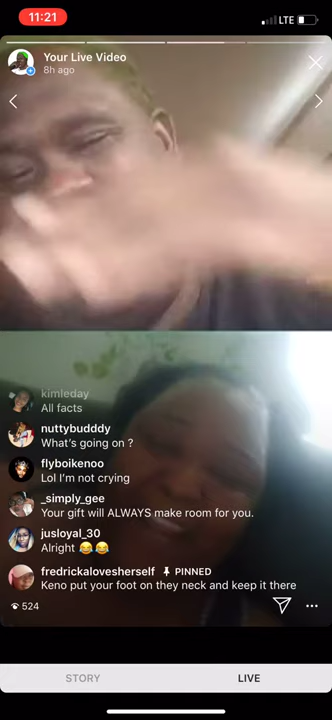 11:21
LTE
Your Live Video
8h ago
kimleday
All facts
nuttybudddy
What's going on ?
flyboikenoo
Lol I'm not crying
_simply_gee
Your gift will ALWAYS make room for you.
jusloyal_30
Alright 😂😂
fredrickalovesherself PINNED
Keno put your foot on they neck and keep it there
524
STORY LIVE